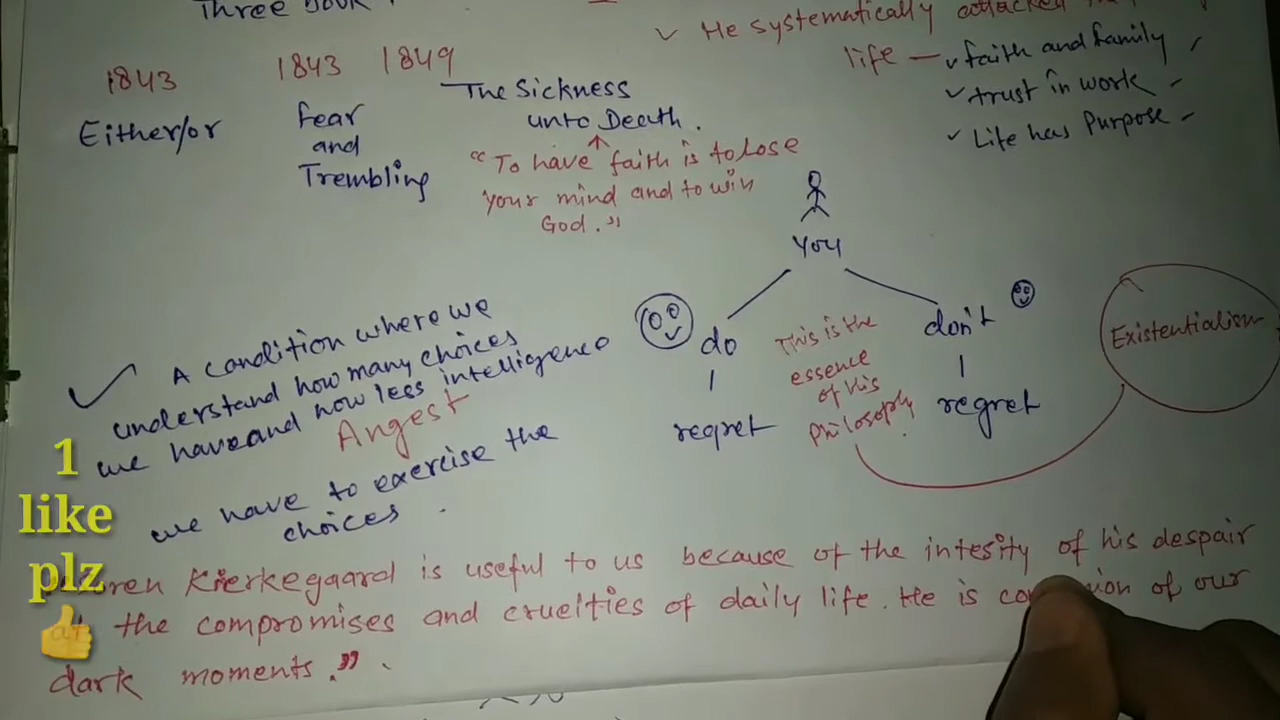 Three book
He systematically attacked
life — ✓ faith and family
✓ trust in work
✓ Life has Purpose
1843
Either/or
1843
Fear
and
Trembling
1849
The Sickness
unto Death.
"To have faith is to lose
your mind and to win
God."
You
do
regret
don't
regret
This is the
essence
of his
Philosophy
Existentialism
A condition where we
understand how many choices
we have and how less intelligence
Angest
we have to exercise the
choices.
Kierkegaard is useful to us because of the intesity of his despair
the compromises and cruelties of daily life. He is of our
dark moments."
1
like
plz